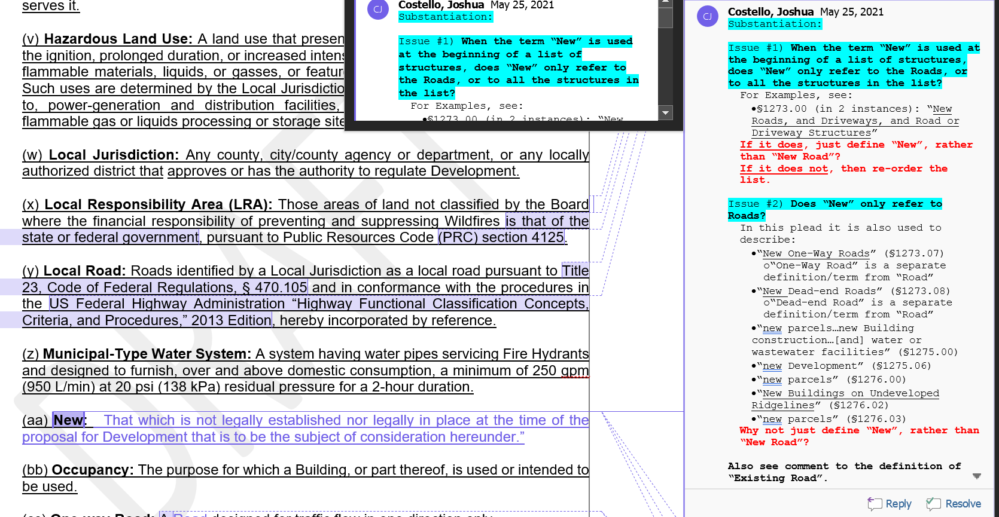 serves it.
(v) Hazardous Land Use: A land use that presen
the ignition, prolonged duration, or increased intens
flammable materials, liquids, or gasses, or featur
Such uses are determined by the Local Jurisdictio
to, power-generation and distribution facilities,
flammable gas or liquids processing or storage site
(w) Local Jurisdiction: Any county, city/county agency or department, or any locally
authorized district that approves or has the authority to regulate Development.
(x) Local Responsibility Area (LRA): Those areas of land not classified by the Board
where the financial responsibility of preventing and suppressing Wildfires is that of the
state or federal government, pursuant to Public Resources Code (PRC) section 4125.
(y) Local Road: Roads identified by a Local Jurisdiction as a local road pursuant to Title
23, Code of Federal Regulations, § 470.105 and in conformance with the procedures in
the US Federal Highway Administration “Highway Functional Classification Concepts,
Criteria, and Procedures,” 2013 Edition, hereby incorporated by reference.
(z) Municipal-Type Water System: A system having water pipes servicing Fire Hydrants
and designed to furnish, over and above domestic consumption, a minimum of 250 gpm
(950 L/min) at 20 psi (138 kPa) residual pressure for a 2-hour duration.
(aa) New: That which is not legally established nor legally in place at the time of the
proposal for Development that is to be the subject of consideration hereunder.”
(bb) Occupancy: The purpose for which a Building, or part thereof, is used or intended to
be used.
One-way Road: A Road designed for traffic flow in one direction only.
DRAFT
CJ
Costello, Joshua May 25, 2021
Substantiation:
Issue #1) When the term “New” is used
at the beginning of a list of
structures, does “New” only refer to
the Roads, or to all the structures in
the list?
For Examples, see:
•§1273.00 (in 2 instances): “New
CJ
Costello, Joshua May 25, 2021
Substantiation:
Issue #1) When the term “New” is used at
the beginning of a list of structures,
does “New” only refer to the Roads, or
to all the structures in the list?
For Examples, see:
•§1273.00 (in 2 instances): “New
Roads, and Driveways, and Road or
Driveway Structures”
If it does, just define “New”, rather
than “New Road”?
If it does not, then re-order the
list.
Issue #2) Does “New” only refer to
Roads?
In this plead it is also used to
describe:
•“New One-Way Roads” (§1273.07)
o“One-Way Road” is a separate
definition/term from “Road”
•“New Dead-end Roads” (§1273.08)
o“Dead-end Road” is a separate
definition/term from “Road”
•“new parcels…new Building
construction…[and] water or
wastewater facilities” (§1275.00)
•“new Development” (§1275.06)
•“new parcels” (§1276.00)
•“New Buildings on Undeveloped
Ridgelines” (§1276.02)
•“new parcels” (§1276.03)
Why not just define “New”, rather than
“New Road”?
Also see comment to the definition of
“Existing Road”.
Reply
Resolve